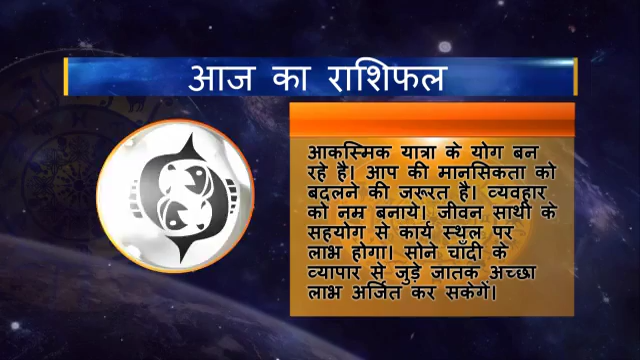 आज का राशिफल
आकस्मिक यात्रा के योग बन
रहे है। आप की मानसिकता को
बदलने की जरूरत है। व्यवहार
को नम्र बनाये। जीवन साथी के
सहयोग से कार्य स्थल पर
लाभ होगा। सोने चाँदी के
व्यापार से जुड़े जातक अच्छा
लाभ अर्जित कर सकेगें।